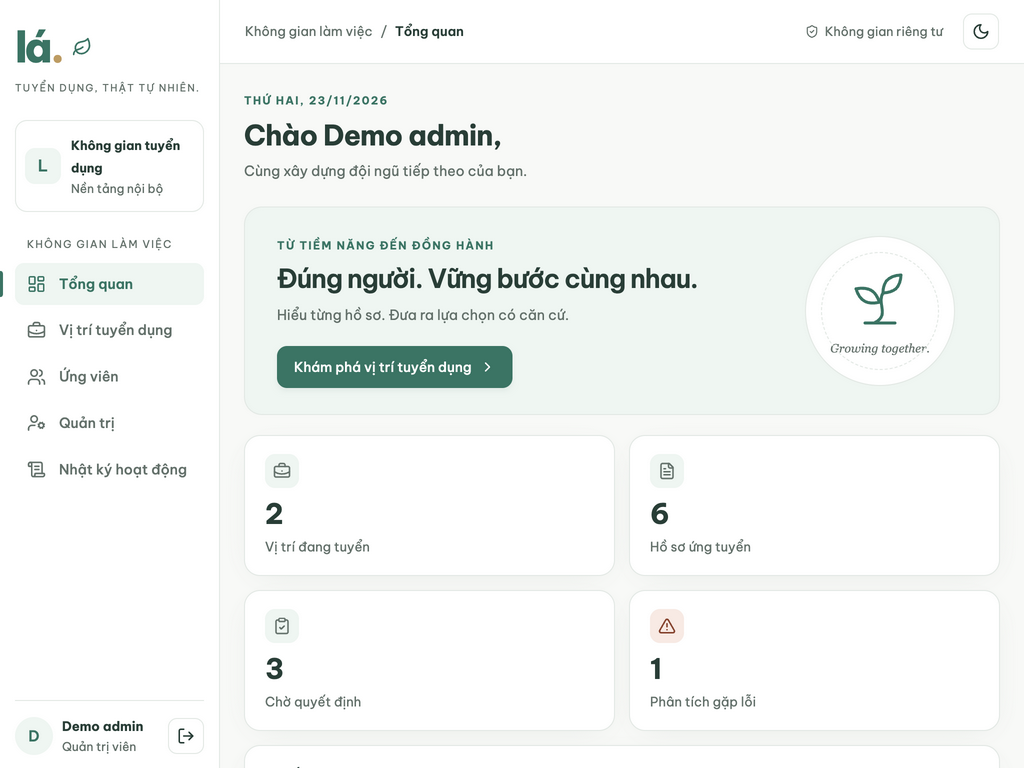 lá.
TUYỂN DỤNG, THẬT TỰ NHIÊN.
L
Không gian tuyển
dụng
Nền tảng nội bộ
KHÔNG GIAN LÀM VIỆC
Tổng quan
Vị trí tuyển dụng
Ứng viên
Quản trị
Nhật ký hoạt động
D
Demo admin
Quản trị viên
Không gian làm việc / Tổng quan
Không gian riêng tư
THỨ HAI, 23/11/2026
Chào Demo admin,
Cùng xây dựng đội ngũ tiếp theo của bạn.
TỪ TIỀM NĂNG ĐẾN ĐỒNG HÀNH
Đúng người. Vững bước cùng nhau.
Hiểu từng hồ sơ. Đưa ra lựa chọn có căn cứ.
Khám phá vị trí tuyển dụng
Growing together.
2
Vị trí đang tuyển
6
Hồ sơ ứng tuyển
3
Chờ quyết định
1
Phân tích gặp lỗi